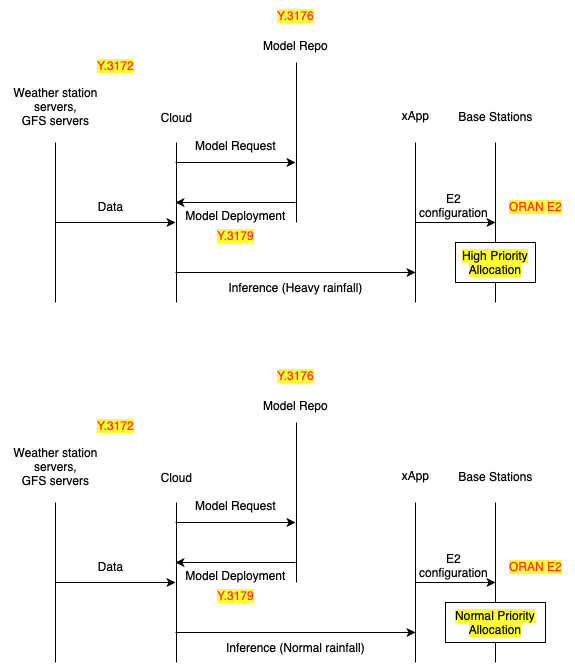 Y.3176
Model Repo
Y.3172
Weather station
servers,
GFS servers
Cloud
xApp
Base Stations
Model Request
E2
configuration
Data
ORAN E2
Model Deployment
Y.3179
High Priority
Allocation
Inference (Heavy rainfall)
Y.3176
Model Repo
Y.3172
Weather station
servers,
GFS servers
Cloud
xApp
Base Stations
Model Request
E2
configuration
Data
ORAN E2
Model Deployment
Y.3179
Normal Priority
Allocation
Inference (Normal rainfall)